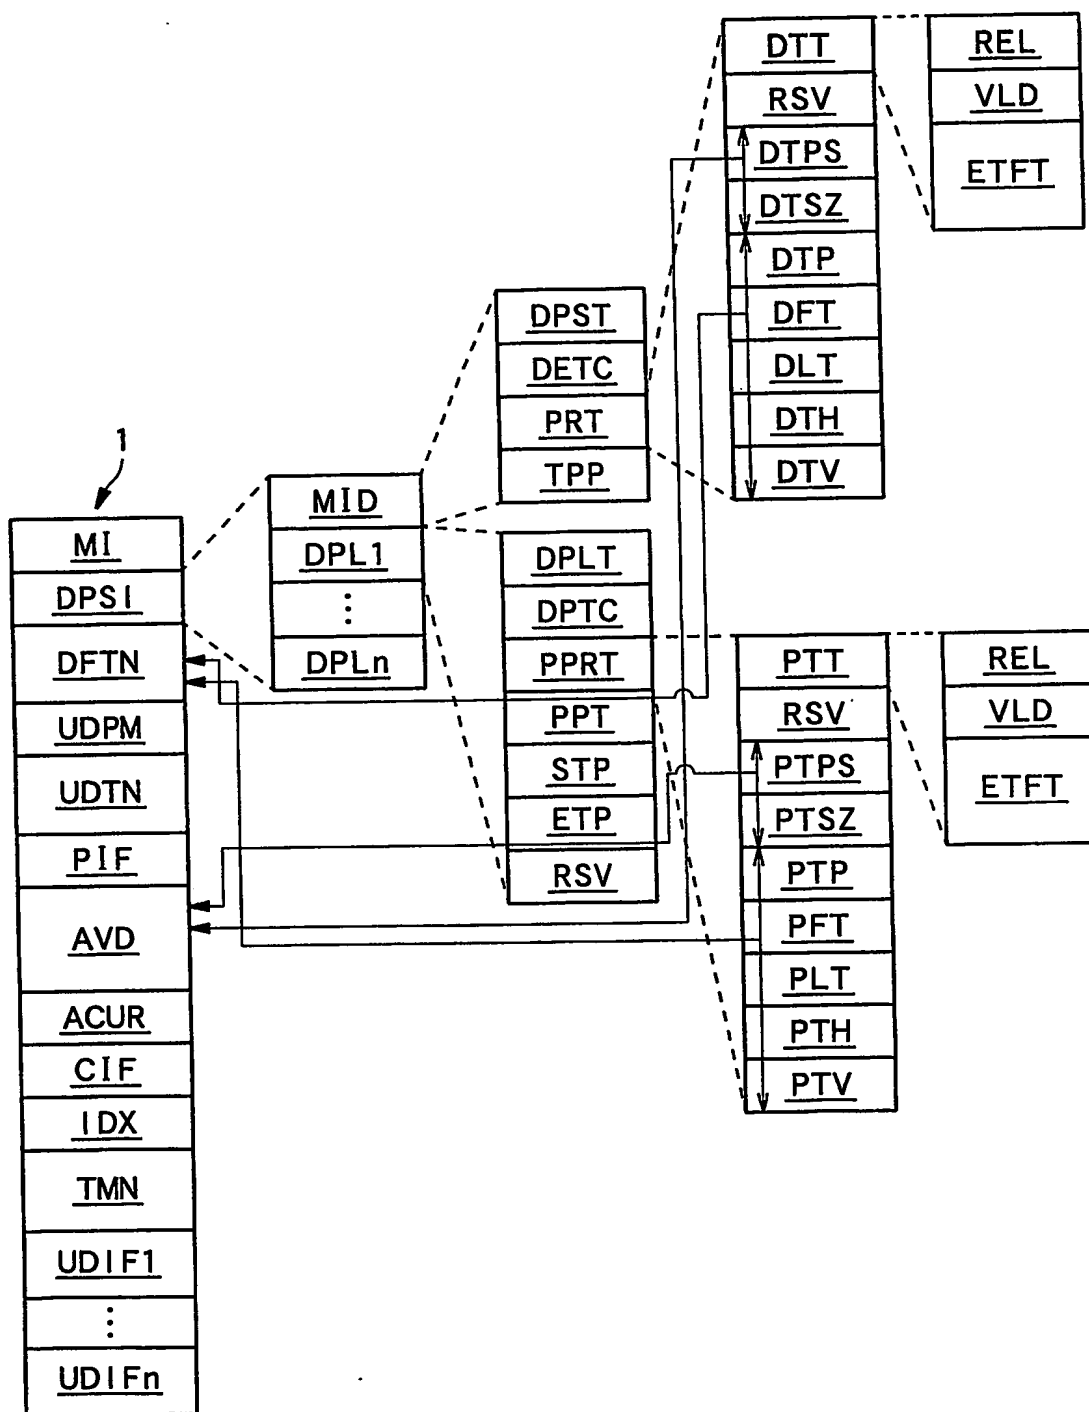 1
MI
DPSI
DFTN
UDPM
UDTN
PIF
AVD
ACUR
CIF
IDX
TMN
UDIF1
⋮
UDIFn
MID
DPL1
⋮
DPLn
DPST
DETC
PRT
TPP
DPLT
DPTC
PPRT
PPT
STP
ETP
RSV
DTT
RSV
DTPS
DTSZ
DTP
DFT
DLT
DTH
DTV
REL
VLD
ETFT
PTT
RSV
PTPS
PTSZ
PTP
PFT
PLT
PTH
PTV
REL
VLD
ETFT